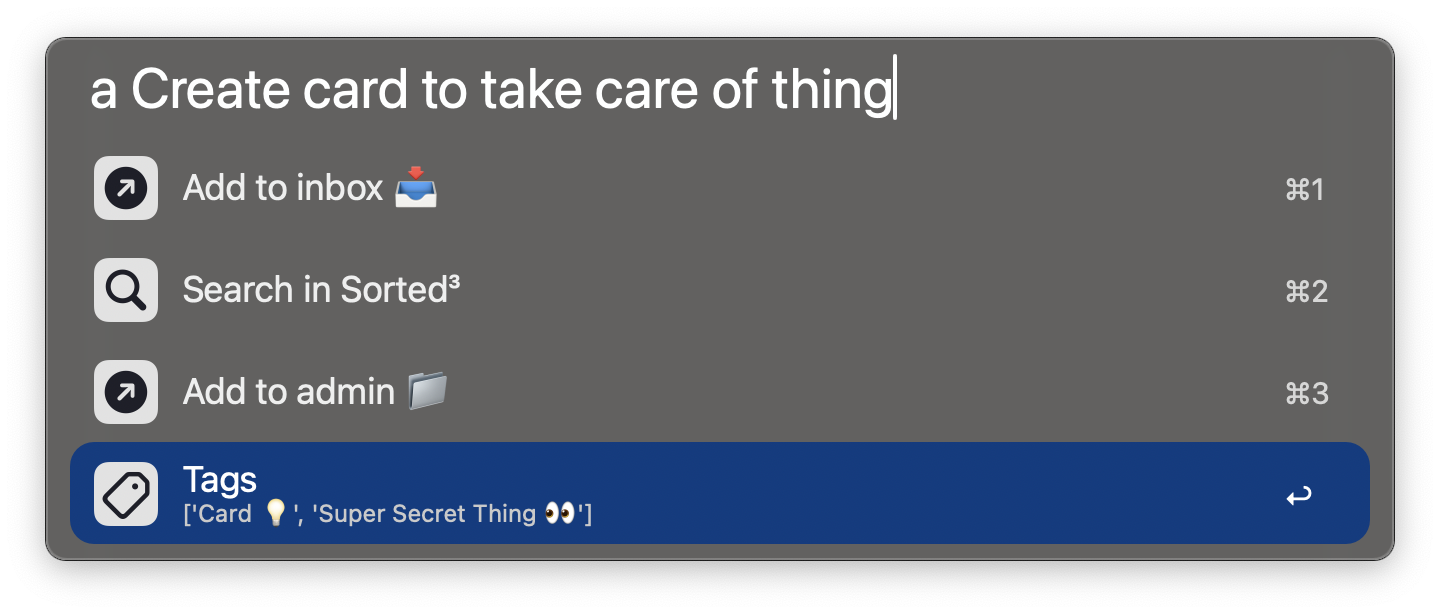 a Create card to take care of thing
Add to inbox 📥
⌘1
Search in Sorted³
⌘2
Add to admin 📁
⌘3
Tags
['Card 💡', 'Super Secret Thing 👀']